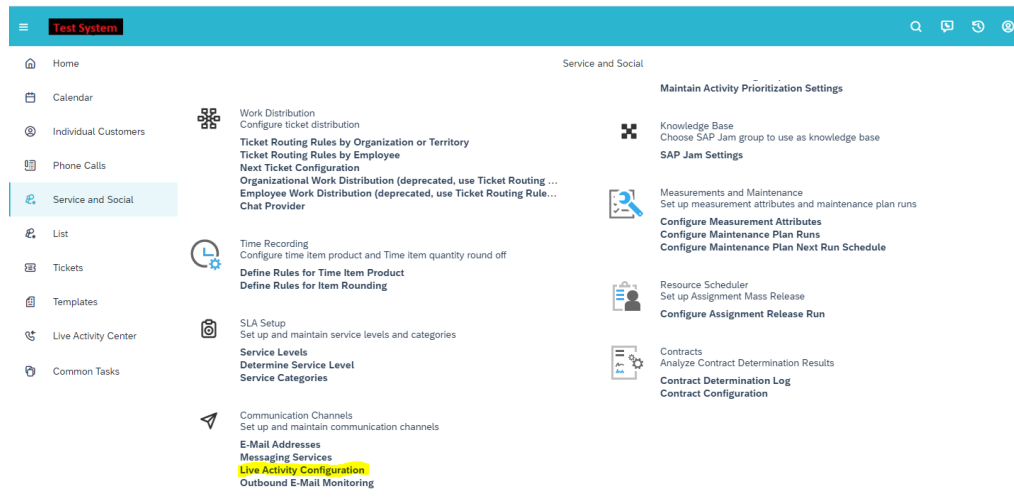 Test System
Home
Calendar
Individual Customers
Phone Calls
Service and Social
List
Tickets
Templates
Live Activity Center
Common Tasks
Service and Social
Work Distribution
Configure ticket distribution
Ticket Routing Rules by Organization or Territory
Ticket Routing Rules by Employee
Next Ticket Configuration
Organizational Work Distribution (deprecated, use Ticket Routing ...
Employee Work Distribution (deprecated, use Ticket Routing Rule...
Chat Provider
Time Recording
Configure time item product and Time item quantity round off
Define Rules for Time Item Product
Define Rules for Item Rounding
SLA Setup
Set up and maintain service levels and categories
Service Levels
Determine Service Level
Service Categories
Communication Channels
Set up and maintain communication channels
E-Mail Addresses
Messaging Services
Live Activity Configuration
Outbound E-Mail Monitoring
Maintain Activity Prioritization Settings
Knowledge Base
Choose SAP Jam group to use as knowledge base
SAP Jam Settings
Measurements and Maintenance
Set up measurement attributes and maintenance plan runs
Configure Measurement Attributes
Configure Maintenance Plan Runs
Configure Maintenance Plan Next Run Schedule
Resource Scheduler
Set up Assignment Mass Release
Configure Assignment Release Run
Contracts
Analyze Contract Determination Results
Contract Determination Log
Contract Configuration